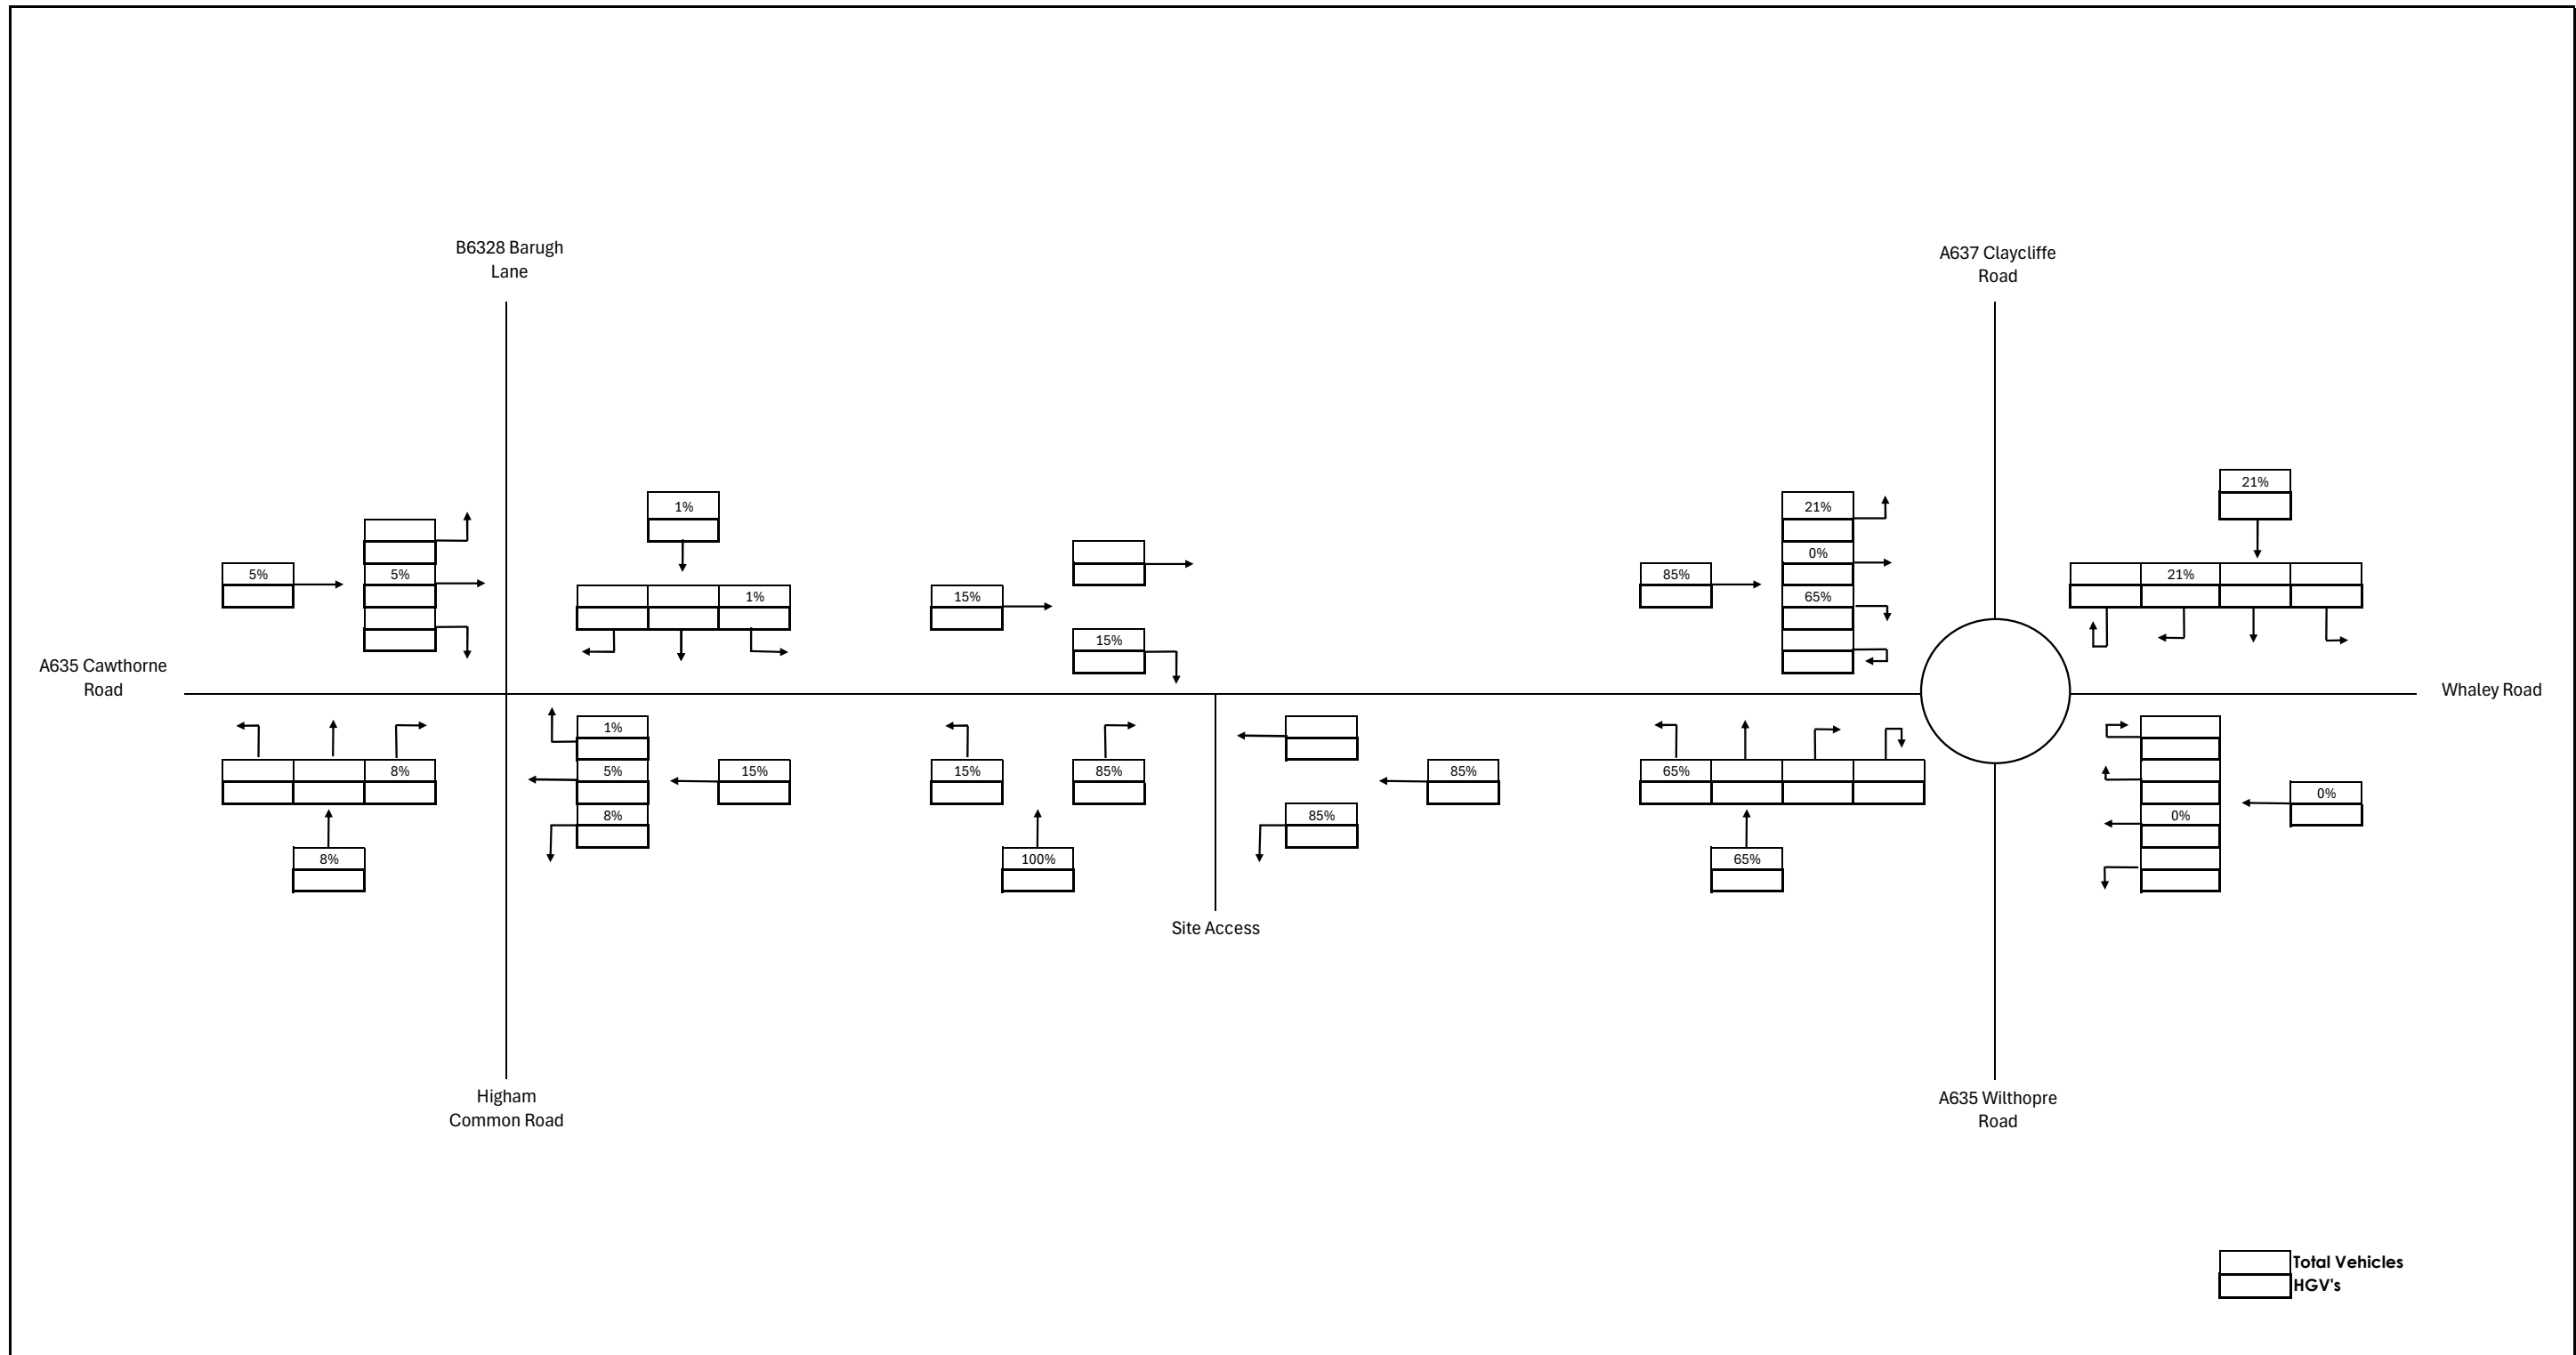 B6328 Barugh
Lane
A637 Claycliffe
Road
21%
1%
21%
0%
5%
5%
85%
21%
1%
15%
65%
15%
A635 Cawthorne
Road
Whaley Road
1%
8%
5%
15%
15%
85%
85%
65%
0%
8%
85%
0%
8%
100%
65%
Site Access
Higham
Common Road
A635 Wilthopre
Road
Total Vehicles
HGV's